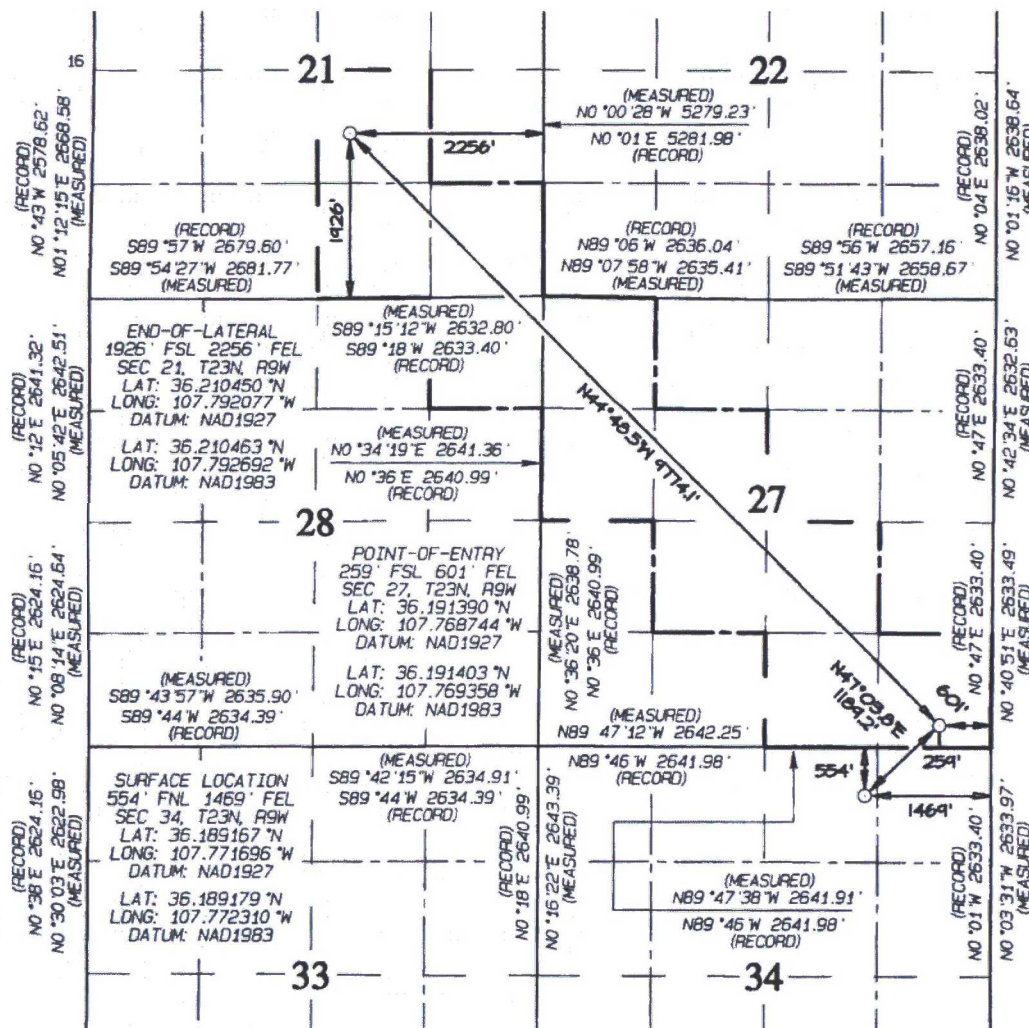 16
21
22
(MEASURED)
N0°00'28"W 5279.23'
N0°01'E 5281.98'
(RECORD)
2256'
1926'
(RECORD)
N0°43'W 2578.62'
N01°12'15"E 2668.58'
(MEASURED)
(RECORD)
N0°04'E 2638.02'
N0°01'16"W 2638.64'
(MEASURED)
(RECORD)
S89°57'W 2679.60'
S89°54'27"W 2681.77'
(MEASURED)
(RECORD)
N89°06'W 2636.04'
N89°07'58"W 2635.41'
(MEASURED)
(RECORD)
S89°56'W 2657.16'
S89°51'43"W 2658.67'
(MEASURED)
(MEASURED)
S89°15'12"W 2632.80'
S89°18'W 2633.40'
(RECORD)
END-OF-LATERAL
1926' FSL 2256' FEL
SEC 21, T23N, R9W
LAT: 36.210450°N
LONG: 107.792077°W
DATUM: NAD1927
LAT: 36.210463°N
LONG: 107.792692°W
DATUM: NAD1983
(RECORD)
N0°12'E 2641.32'
N0°05'42"E 2642.51'
(MEASURED)
(MEASURED)
N0°34'19"E 2641.36'
N0°36'E 2640.99'
(RECORD)
N44°48.5'W 9774.1'
(RECORD)
N0°47'E 2633.40'
N0°42'34"E 2632.63'
(MEASURED)
28
27
POINT-OF-ENTRY
259' FSL 601' FEL
SEC 27, T23N, R9W
LAT: 36.191390°N
LONG: 107.768744°W
DATUM: NAD1927
LAT: 36.191403°N
LONG: 107.769358°W
DATUM: NAD1983
(RECORD)
N0°15'E 2624.16'
N0°08'14"E 2624.64'
(MEASURED)
(MEASURED)
N0°36'20"E 2638.78'
N0°36'E 2640.99'
(RECORD)
(RECORD)
N0°47'E 2633.40'
N0°40'51"E 2633.49'
(MEASURED)
(MEASURED)
S89°43'57"W 2635.90'
S89°44'W 2634.39'
(RECORD)
N47°08.8'E
1184.2'
601'
259'
(MEASURED)
N89 47'12"W 2642.25'
N89°46'W 2641.98'
(RECORD)
554'
1469'
(MEASURED)
S89°42'15"W 2634.91'
S89°44'W 2634.39'
(RECORD)
SURFACE LOCATION
554' FNL 1469' FEL
SEC 34, T23N, R9W
LAT: 36.189167°N
LONG: 107.771696°W
DATUM: NAD1927
LAT: 36.189179°N
LONG: 107.772310°W
DATUM: NAD1983
(RECORD)
N0°38'E 2624.16'
N0°30'03"E 2622.98'
(MEASURED)
(RECORD)
N0°18'E 2640.99'
N0°16'22"E 2643.39'
(MEASURED)
(MEASURED)
N89°47'38"W 2641.91'
N89°46'W 2641.98'
(RECORD)
(RECORD)
N0°01'W 2633.40'
N0°03'31"W 2633.97'
(MEASURED)
33
34